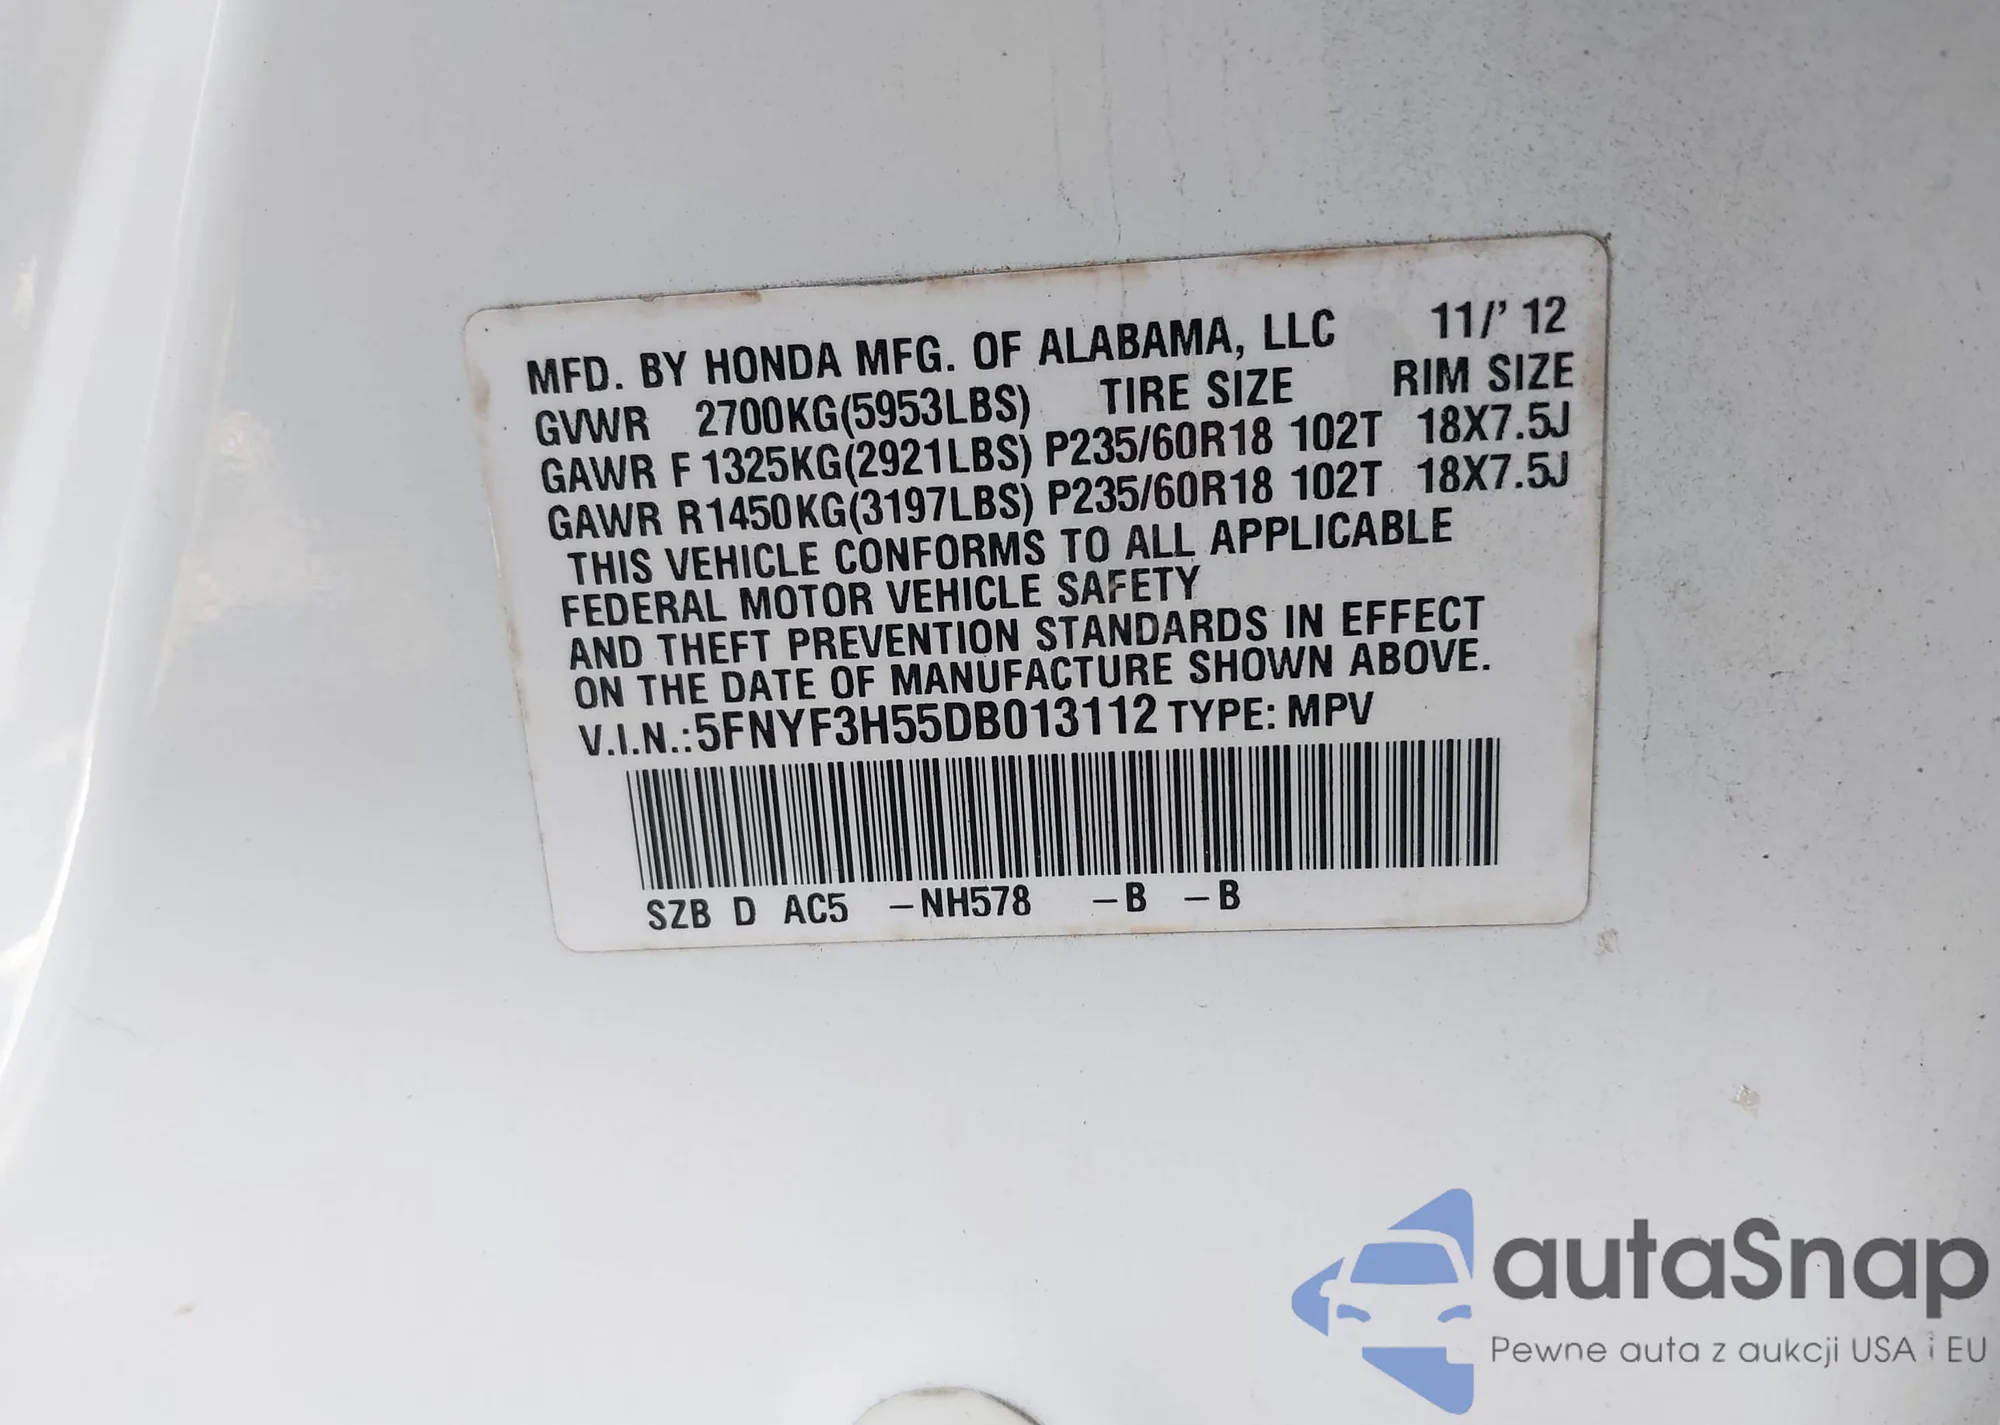 MFD. BY HONDA MFG. OF ALABAMA, LLC 11/' 12
GVWR 2700KG(5953LBS) TIRE SIZE RIM SIZE
GAWR F 1325KG(2921LBS) P235/60R18 102T 18X7.5J
GAWR R1450KG(3197LBS) P235/60R18 102T 18X7.5J
THIS VEHICLE CONFORMS TO ALL APPLICABLE
FEDERAL MOTOR VEHICLE SAFETY
AND THEFT PREVENTION STANDARDS IN EFFECT
ON THE DATE OF MANUFACTURE SHOWN ABOVE.
V.I.N.:5FNYF3H55DB013112 TYPE: MPV
SZB D AC5 –NH578 –B –B
autaSnap
Pewne auta z aukcji USA i EU